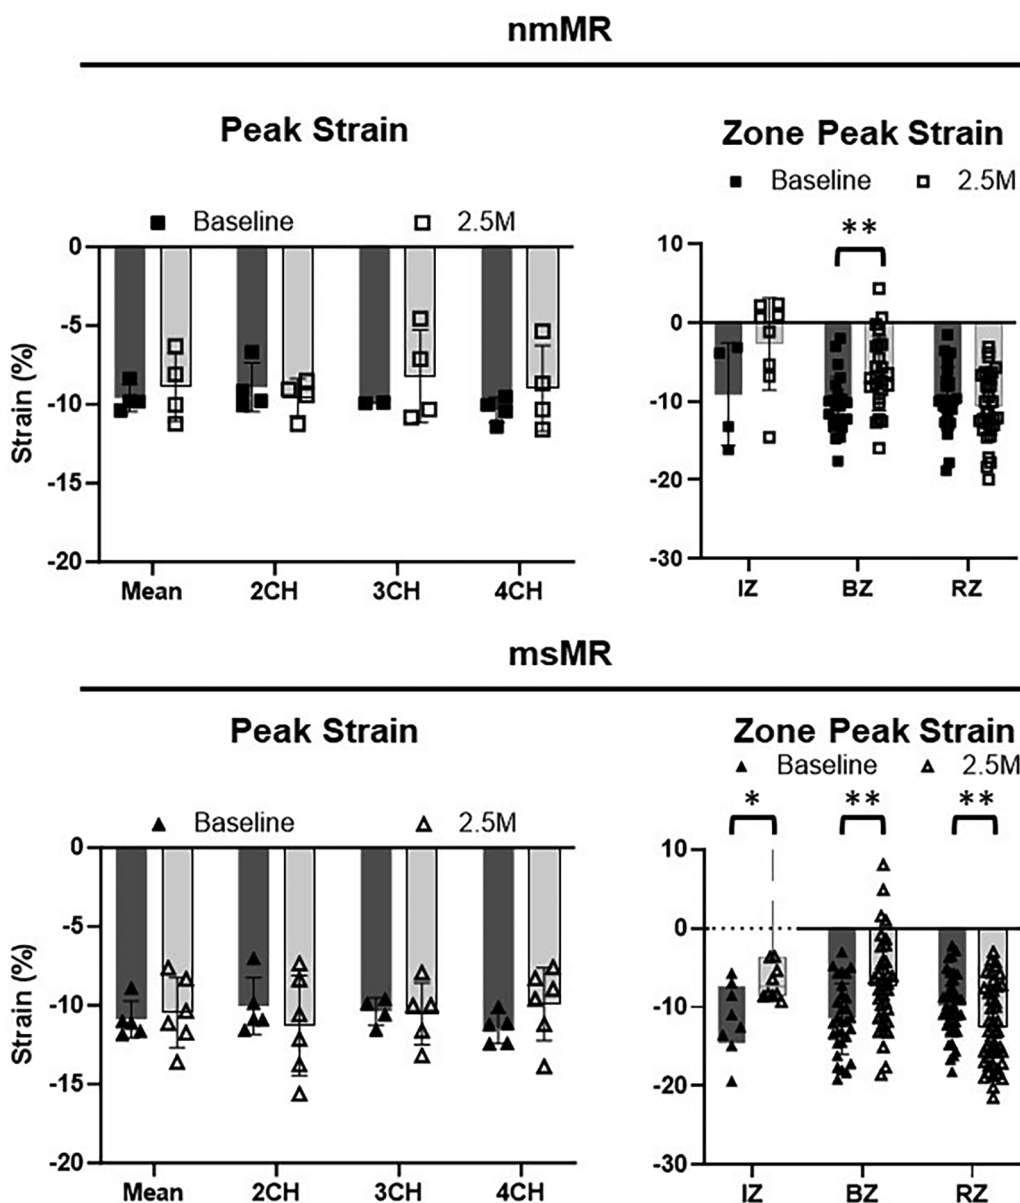 nmMR
Peak Strain
Baseline 2.5M
Strain (%)
0
-5
-10
-15
-20
Mean 2CH 3CH 4CH
Zone Peak Strain
Baseline 2.5M
**
10
0
-10
-20
-30
IZ BZ RZ
msMR
Peak Strain
Baseline 2.5M
Strain (%)
0
-5
-10
-15
-20
Mean 2CH 3CH 4CH
Zone Peak Strain
Baseline 2.5M
* ** **
10
0
-10
-20
-30
IZ BZ RZ